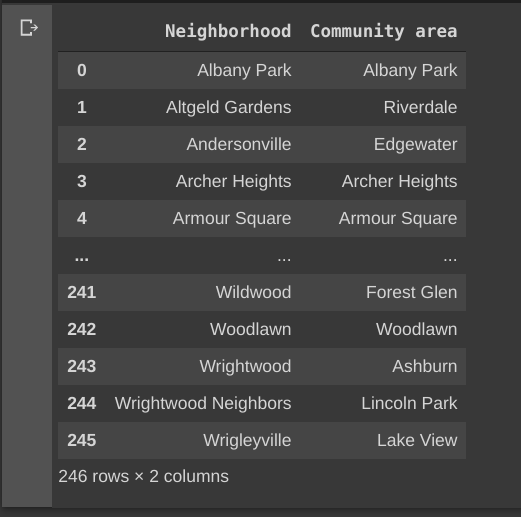 Neighborhood Community area
0 Albany Park Albany Park
1 Altgeld Gardens Riverdale
2 Andersonville Edgewater
3 Archer Heights Archer Heights
4 Armour Square Armour Square
... ... ...
241 Wildwood Forest Glen
242 Woodlawn Woodlawn
243 Wrightwood Ashburn
244 Wrightwood Neighbors Lincoln Park
245 Wrigleyville Lake View
246 rows × 2 columns